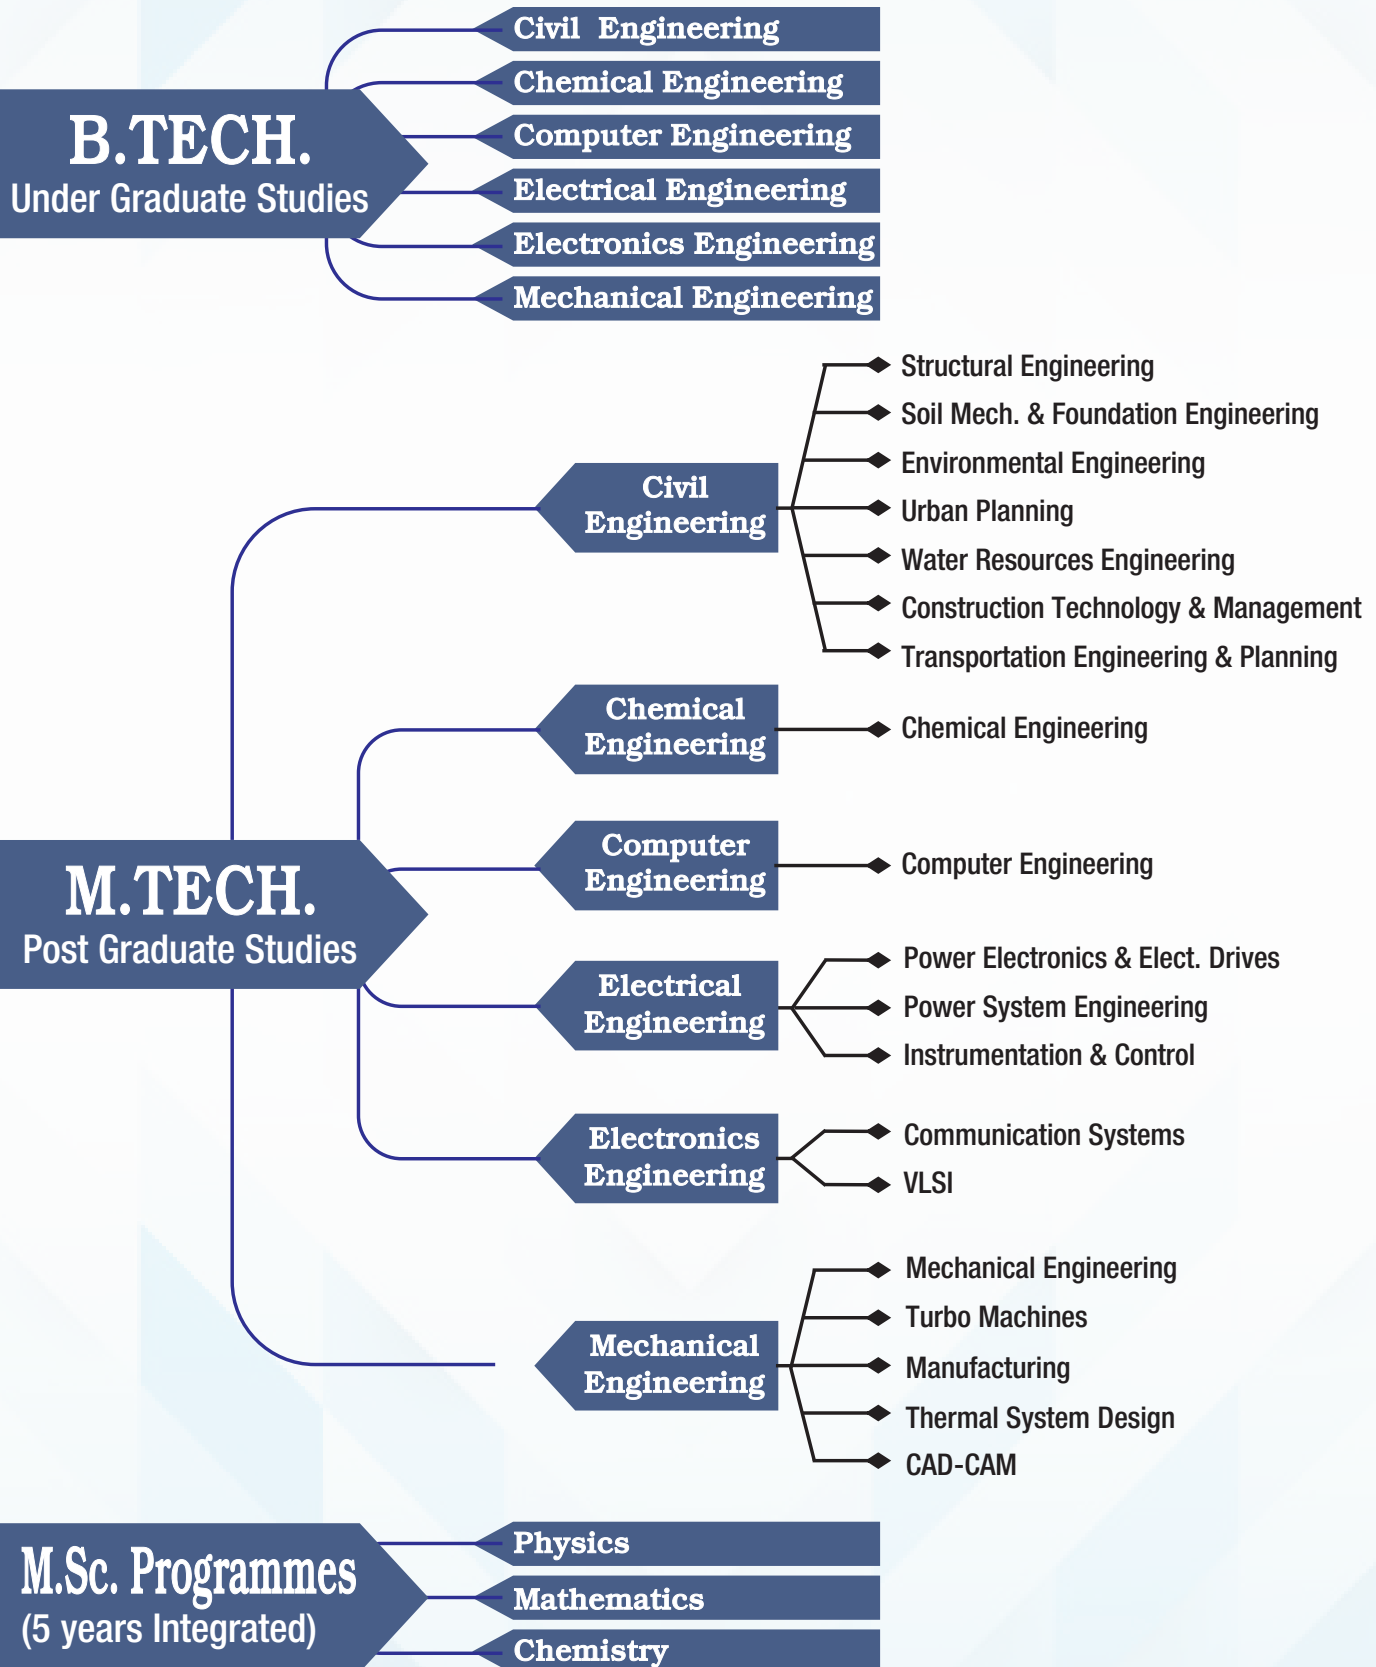 B.TECH.
Under Graduate Studies
Civil Engineering
Chemical Engineering
Computer Engineering
Electrical Engineering
Electronics Engineering
Mechanical Engineering
M.TECH.
Post Graduate Studies
Civil
Engineering
Structural Engineering
Soil Mech. & Foundation Engineering
Environmental Engineering
Urban Planning
Water Resources Engineering
Construction Technology & Management
Transportation Engineering & Planning
Chemical
Engineering
Chemical Engineering
Computer
Engineering
Computer Engineering
Electrical
Engineering
Power Electronics & Elect. Drives
Power System Engineering
Instrumentation & Control
Electronics
Engineering
Communication Systems
VLSI
Mechanical
Engineering
Mechanical Engineering
Turbo Machines
Manufacturing
Thermal System Design
CAD-CAM
M.Sc. Programmes
(5 years Integrated)
Physics
Mathematics
Chemistry